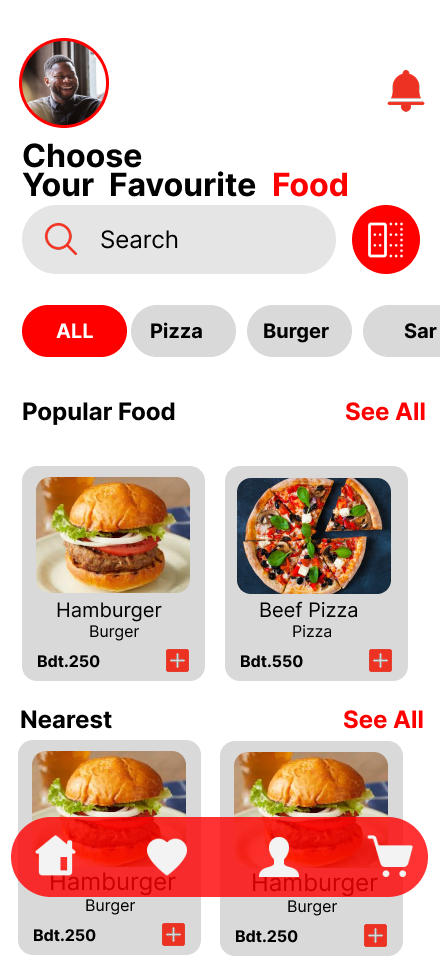 Choose
Your Favourite Food
Search
ALL Pizza Burger Sar
Popular Food See All
Hamburger Beef Pizza
Burger Pizza
Bdt.250 Bdt.550
Nearest See All
Hamburger Hamburger
Burger Burger
Bdt.250 Bdt.250